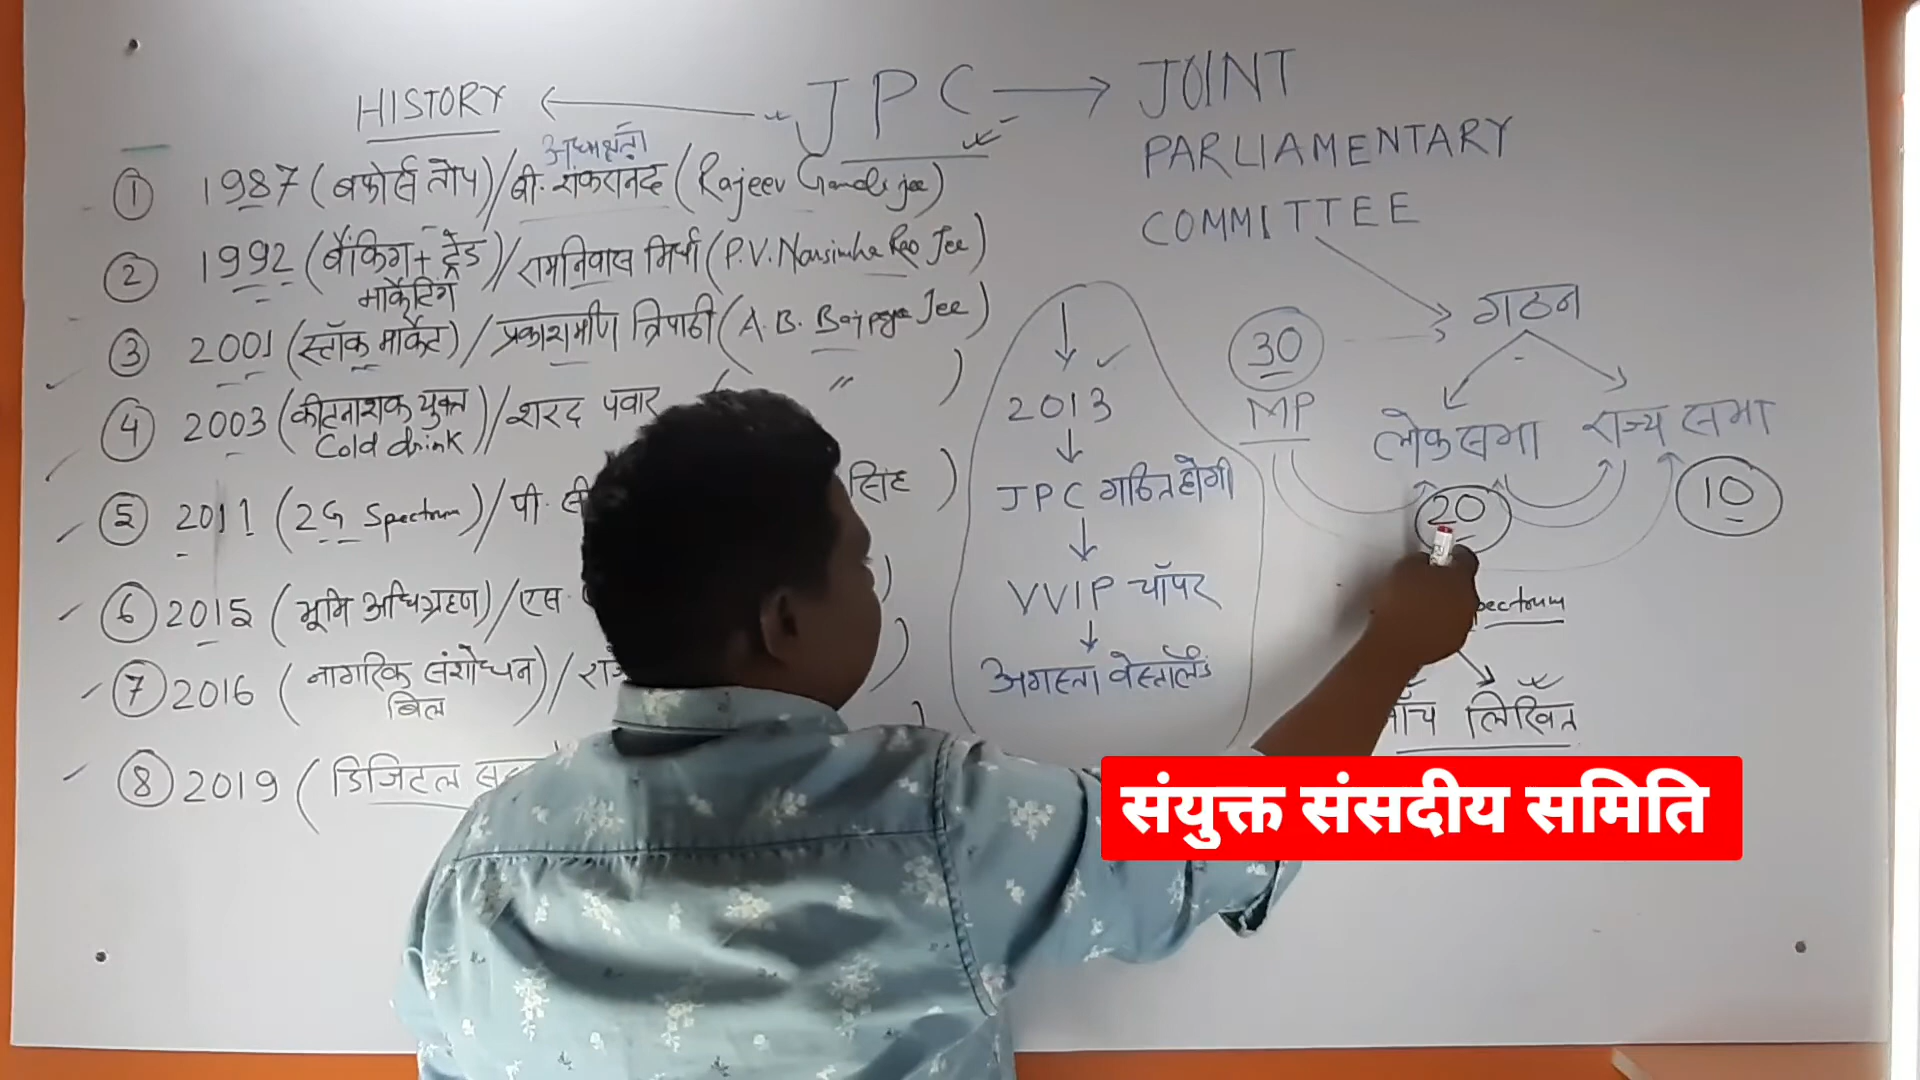 HISTORY ← JPC → JOINT
PARLIAMENTARY
COMMITTEE
अध्यक्षता
① 1987 (बफोर्स तोप)/बी. शंकरानंद (Rajeev Gandhi jee)
② 1992 (बैंकिंग + ट्रेड)/रामनिवास मिर्धा (P.V. Narsimha Rao Jee)
मार्केटिंग
③ 2001 (स्टॉक मार्केट)/प्रकाशमणि त्रिपाठी (A. B. Bajpye Jee)
④ 2003 (कीटनाशक युक्त)/शरद पवार ( " )
Cold drink
⑤ 2011 (2G Spectrum)/पी. सी सिंह )
⑥ 2015 (भूमि अधिग्रहण)/एस )
⑦ 2016 (नागरिक संशोधन)/ )
बिल
⑧ 2019 (डिजिटल
2013
JPC गठित होगी
VVIP चॉपर
अगस्ता वेस्टलैंड
30
MP
गठन
लोकसभा राज्य सभा
20 10
pectrum
लिखित
संयुक्त संसदीय समिति